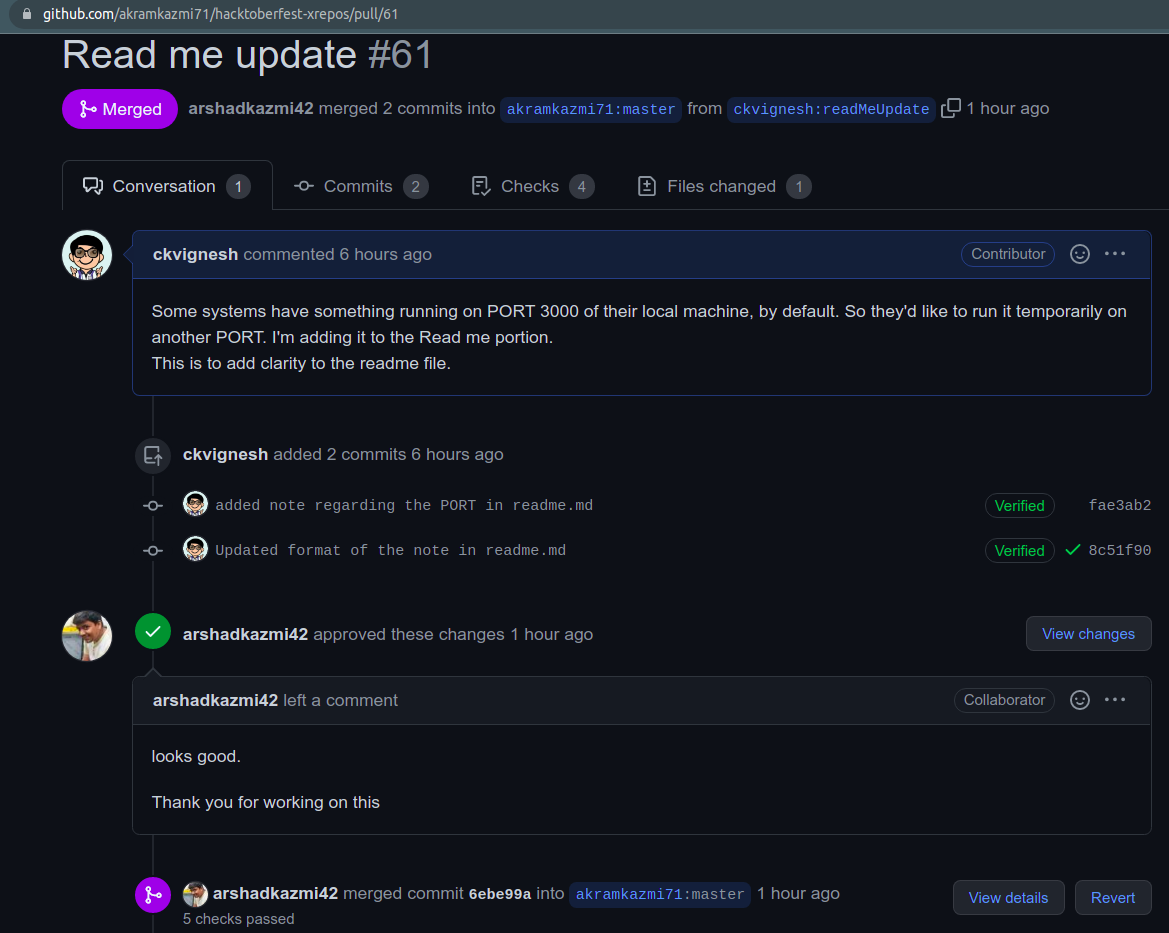 github.com/akramkazmi71/hacktoberfest-xrepos/pull/61
Read me update #61
Merged arshadkazmi42 merged 2 commits into akramkazmi71:master from ckvignesh:readMeUpdate 1 hour ago
Conversation 1 Commits 2 Checks 4 Files changed 1
ckvignesh commented 6 hours ago Contributor
Some systems have something running on PORT 3000 of their local machine, by default. So they'd like to run it temporarily on
another PORT. I'm adding it to the Read me portion.
This is to add clarity to the readme file.
ckvignesh added 2 commits 6 hours ago
added note regarding the PORT in readme.md Verified fae3ab2
Updated format of the note in readme.md Verified 8c51f90
arshadkazmi42 approved these changes 1 hour ago View changes
arshadkazmi42 left a comment Collaborator
looks good.
Thank you for working on this
arshadkazmi42 merged commit 6ebe99a into akramkazmi71:master 1 hour ago View details Revert
5 checks passed